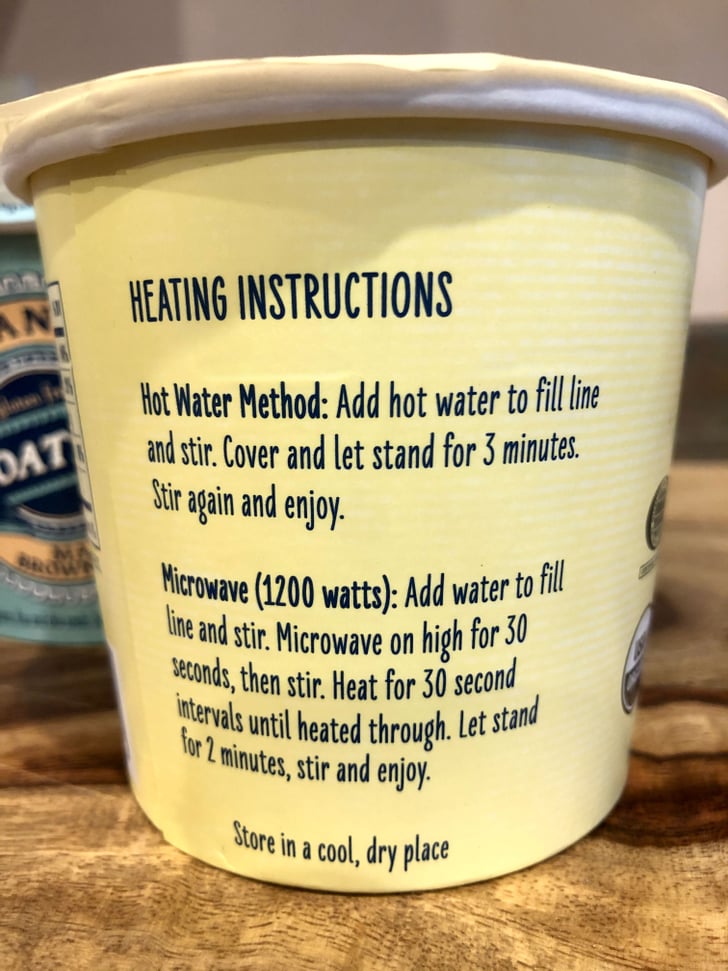 HEATING INSTRUCTIONS
Hot Water Method: Add hot water to fill line
and stir. Cover and let stand for 3 minutes.
Stir again and enjoy.
Microwave (1200 watts): Add water to fill
line and stir. Microwave on high for 30
seconds, then stir. Heat for 30 second
intervals until heated through. Let stand
for 2 minutes, stir and enjoy.
Store in a cool, dry place
AN
OAT
BROWN